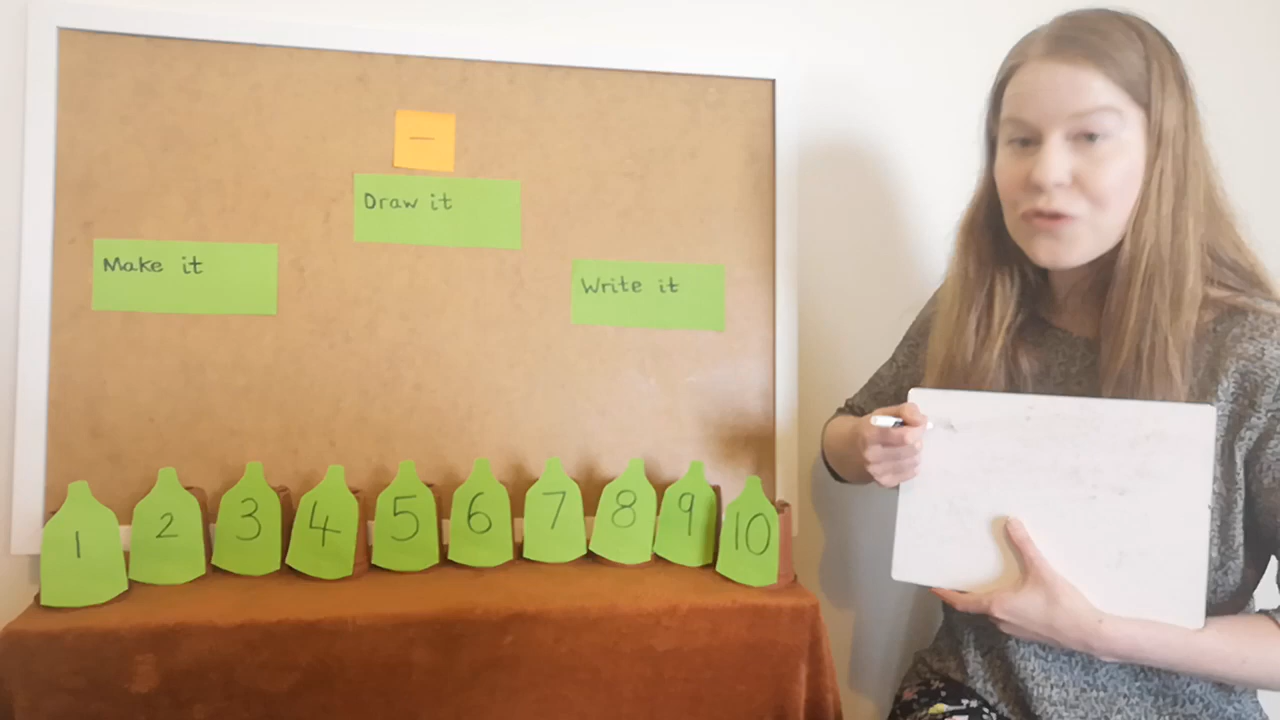 —
Draw it
Make it
Write it
1 2 3 4 5 6 7 8 9 10